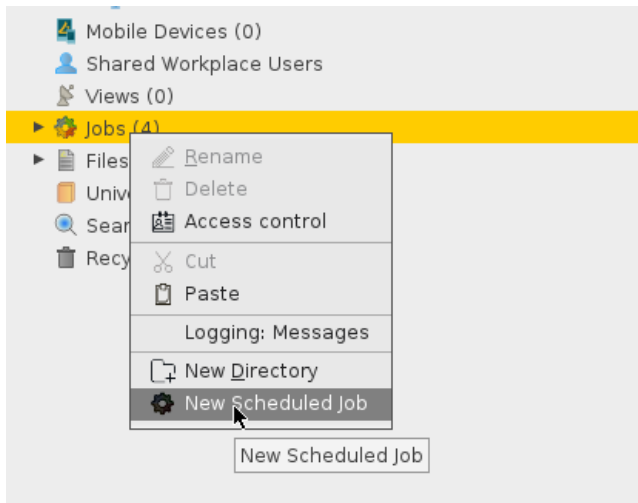 Mobile Devices (0)
Shared Workplace Users
Views (0)
Jobs (4)
Files
Rename
Delete
Access control
Cut
Paste
Logging: Messages
New Directory
New Scheduled Job
New Scheduled Job